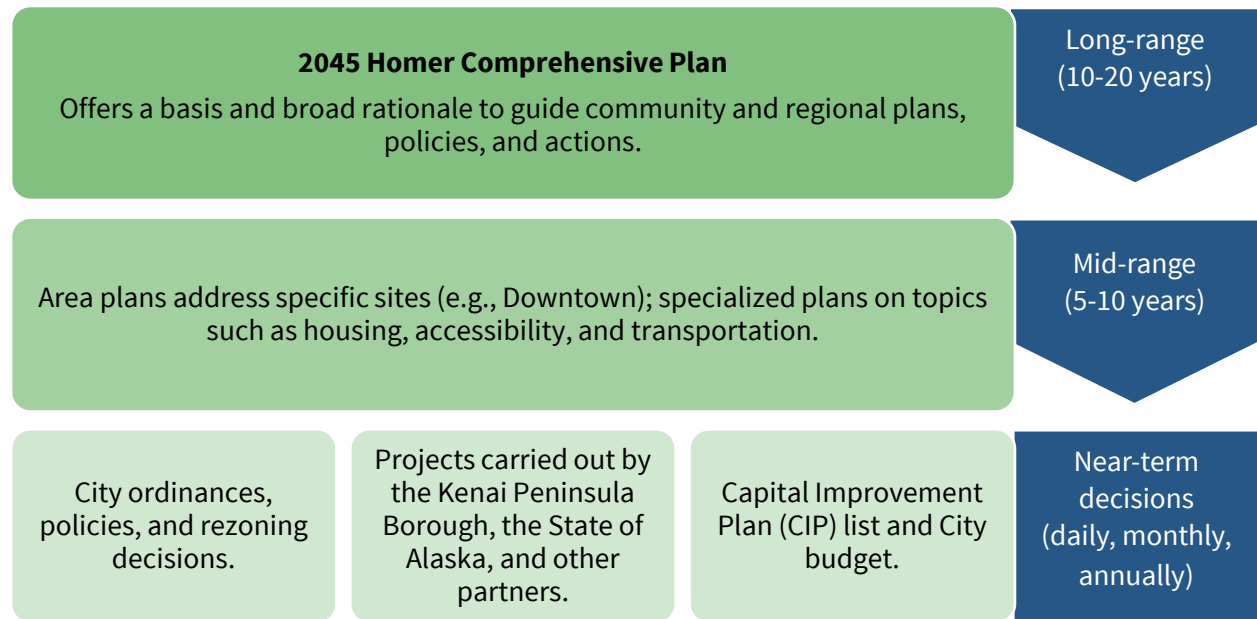 2045 Homer Comprehensive Plan
Offers a basis and broad rationale to guide community and regional plans,
policies, and actions.
Long-range
(10-20 years)
Area plans address specific sites (e.g., Downtown); specialized plans on topics
such as housing, accessibility, and transportation.
Mid-range
(5-10 years)
City ordinances,
policies, and rezoning
decisions.
Projects carried out by
the Kenai Peninsula
Borough, the State of
Alaska, and other
partners.
Capital Improvement
Plan (CIP) list and City
budget.
Near-term
decisions
(daily, monthly,
annually)